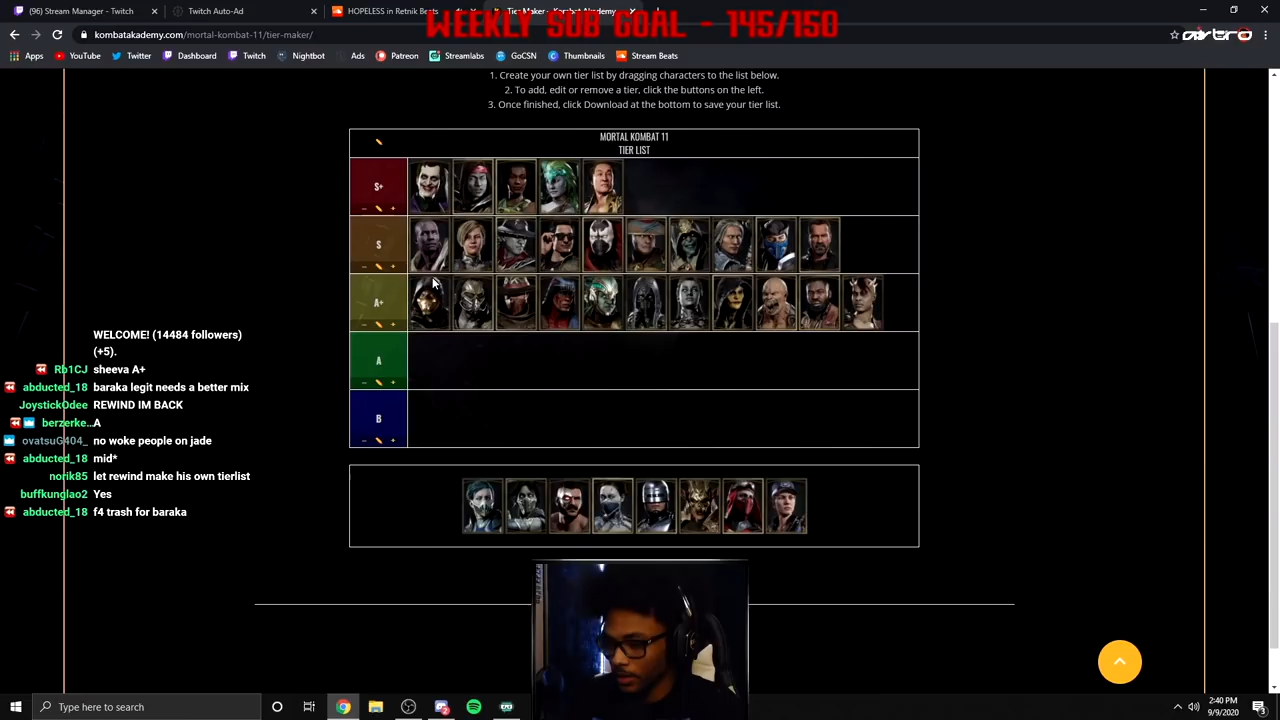 (96) Stream Manager - Twitch
Twitch Auto-Ad
HOPELESS in Retnik Beats
WEEKLY SUB GOAL - 145/150
kombatakademy.com/mortal-kombat-11/tier-maker/
Apps
YouTube
Twitter
Dashboard
Twitch
Nightbot
Ads
Patreon
Streamlabs
GoCSN
Thumbnails
Stream Beats
1. Create your own tier list by dragging characters to the list below.
2. To add, edit or remove a tier, click the buttons on the left.
3. Once finished, click Download at the bottom to save your tier list.
MORTAL KOMBAT 11
TIER LIST
S+
S
A+
A
B
WELCOME! (14484 followers)
(+5).
Rb1CJ sheeva A+
abducted_18 baraka legit needs a better mix
JoystickOdee REWIND IM BACK
berzerke... A
ovatsuG404_ no woke people on jade
abducted_18 mid*
norik85 let rewind make his own tierlist
buffkunglao2 Yes
abducted_18 f4 trash for baraka
Type here to search
2:40 PM
9/9/2020